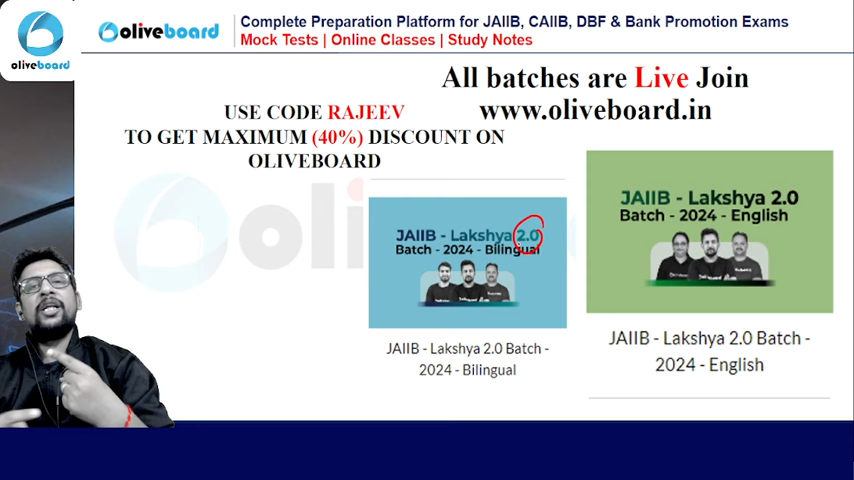 oliveboard
oliveboard
Complete Preparation Platform for JAIIB, CAIIB, DBF & Bank Promotion Exams
Mock Tests | Online Classes | Study Notes
All batches are Live Join
www.oliveboard.in
USE CODE RAJEEV
TO GET MAXIMUM (40%) DISCOUNT ON
OLIVEBOARD
JAIIB - Lakshya 2.0
Batch - 2024 - Bilingual
JAIIB - Lakshya 2.0 Batch -
2024 - Bilingual
JAIIB - Lakshya 2.0
Batch - 2024 - English
JAIIB - Lakshya 2.0 Batch -
2024 - English